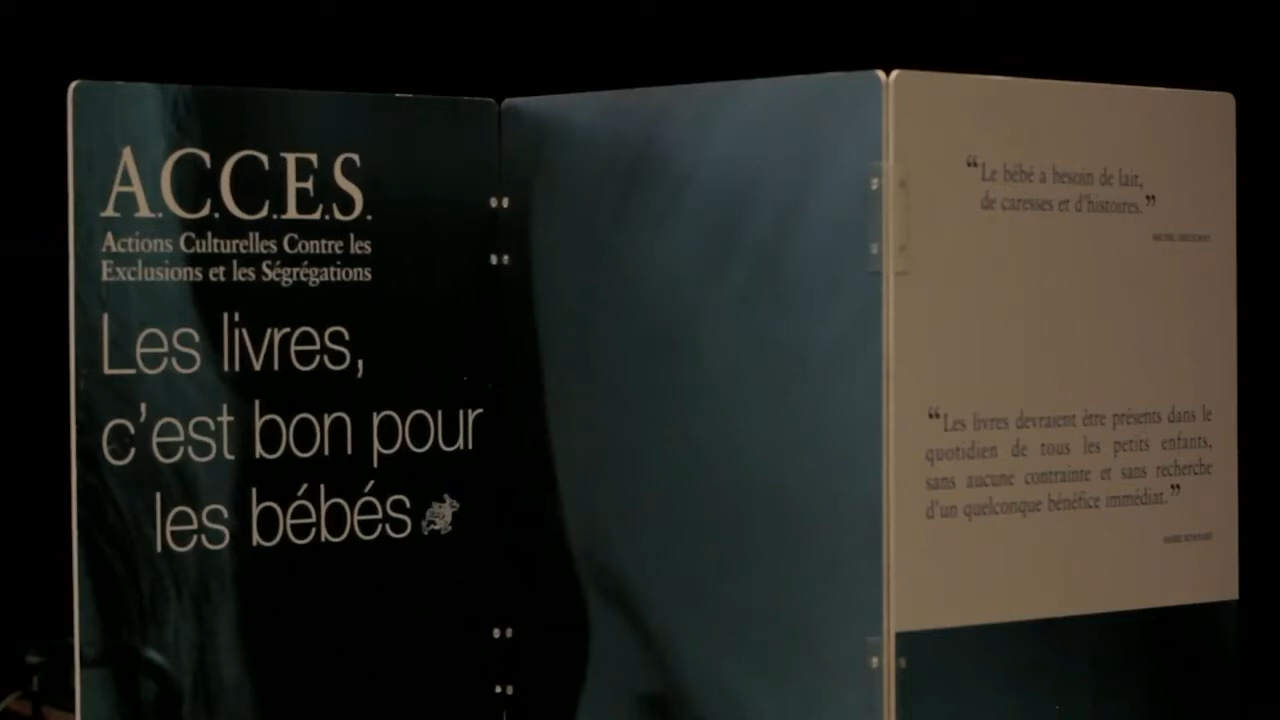 A.C.C.E.S.
Actions Culturelles Contre les
Exclusions et les Ségrégations
Les livres,
c'est bon pour
les bébés
“Le bébé a besoin de lait,
de caresses et d'histoires.”
“Les livres devraient être présents dans le
quotidien de tous les petits enfants,
sans aucune contrainte et sans recherche
d'un quelconque bénéfice immédiat.”